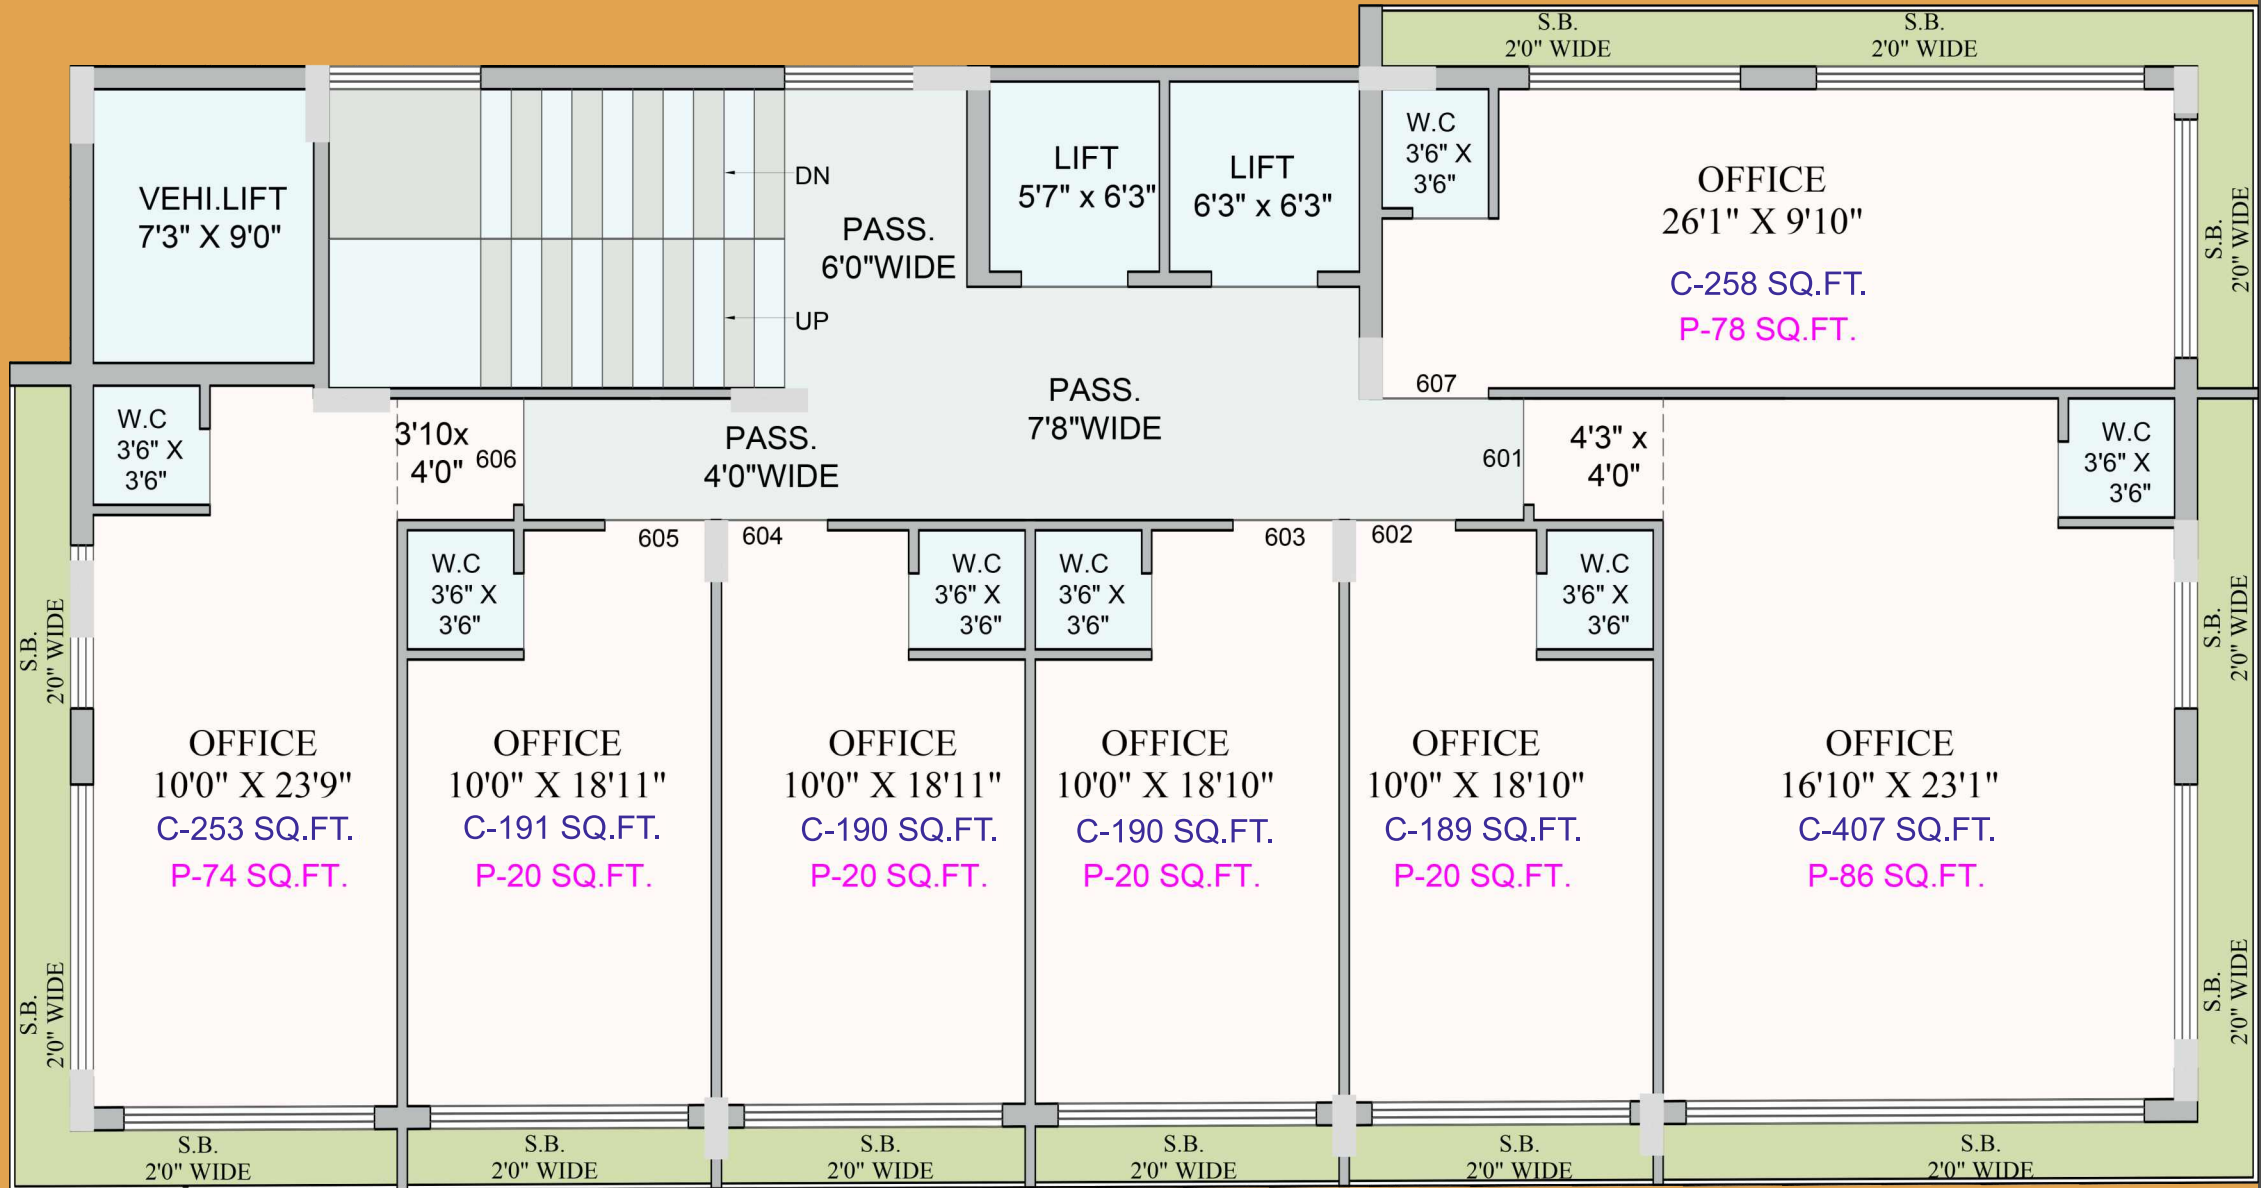 S.B.
2'0" WIDE
S.B.
2'0" WIDE
VEHI.LIFT
7'3" X 9'0"
DN
UP
PASS.
6'0"WIDE
LIFT
5'7" x 6'3"
LIFT
6'3" x 6'3"
W.C
3'6" X
3'6"
OFFICE
26'1" X 9'10"
C-258 SQ.FT.
P-78 SQ.FT.
S.B.
2'0" WIDE
607
W.C
3'6" X
3'6"
3'10x
4'0"
606
PASS.
4'0"WIDE
PASS.
7'8"WIDE
601
4'3" x
4'0"
W.C
3'6" X
3'6"
605
604
603
602
W.C
3'6" X
3'6"
W.C
3'6" X
3'6"
W.C
3'6" X
3'6"
W.C
3'6" X
3'6"
S.B.
2'0" WIDE
S.B.
2'0" WIDE
OFFICE
10'0" X 23'9"
C-253 SQ.FT.
P-74 SQ.FT.
OFFICE
10'0" X 18'11"
C-191 SQ.FT.
P-20 SQ.FT.
OFFICE
10'0" X 18'11"
C-190 SQ.FT.
P-20 SQ.FT.
OFFICE
10'0" X 18'10"
C-190 SQ.FT.
P-20 SQ.FT.
OFFICE
10'0" X 18'10"
C-189 SQ.FT.
P-20 SQ.FT.
OFFICE
16'10" X 23'1"
C-407 SQ.FT.
P-86 SQ.FT.
S.B.
2'0" WIDE
S.B.
2'0" WIDE
S.B.
2'0" WIDE
S.B.
2'0" WIDE
S.B.
2'0" WIDE
S.B.
2'0" WIDE
S.B.
2'0" WIDE
S.B.
2'0" WIDE